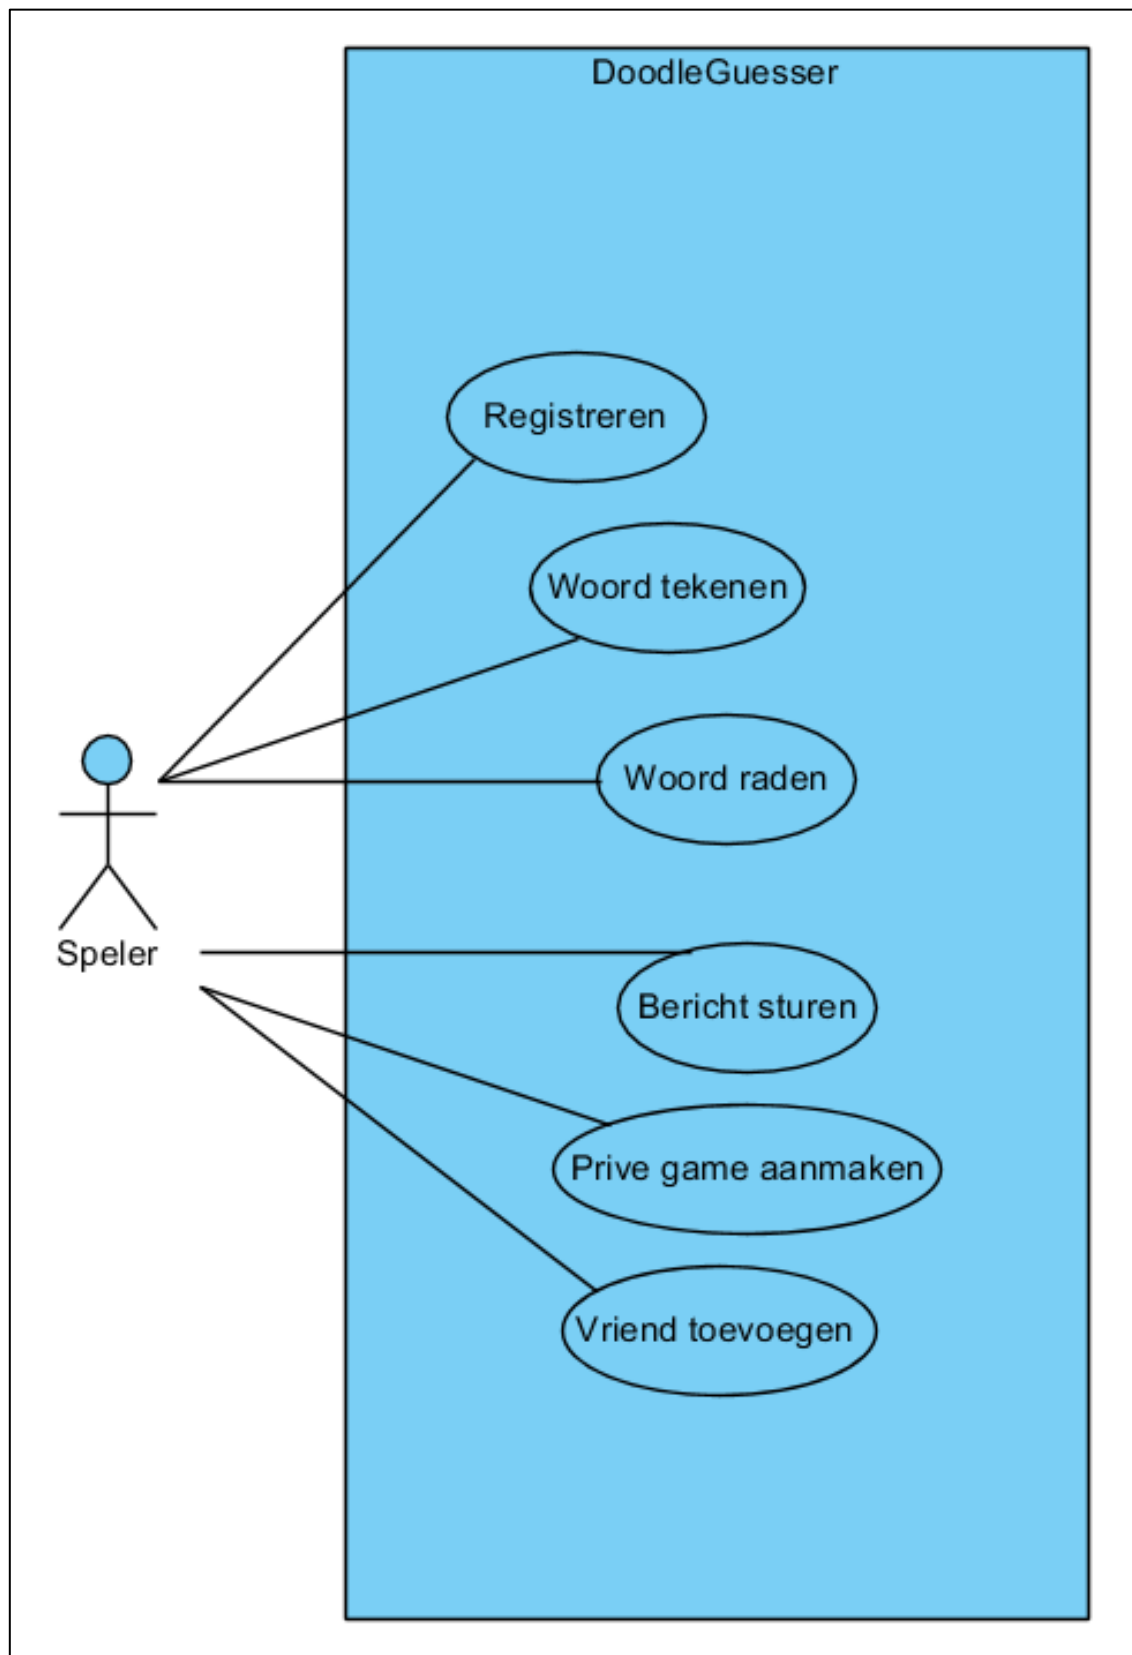 DoodleGuesser
Registreren
Woord tekenen
Woord raden
Speler
Bericht sturen
Prive game aanmaken
Vriend toevoegen